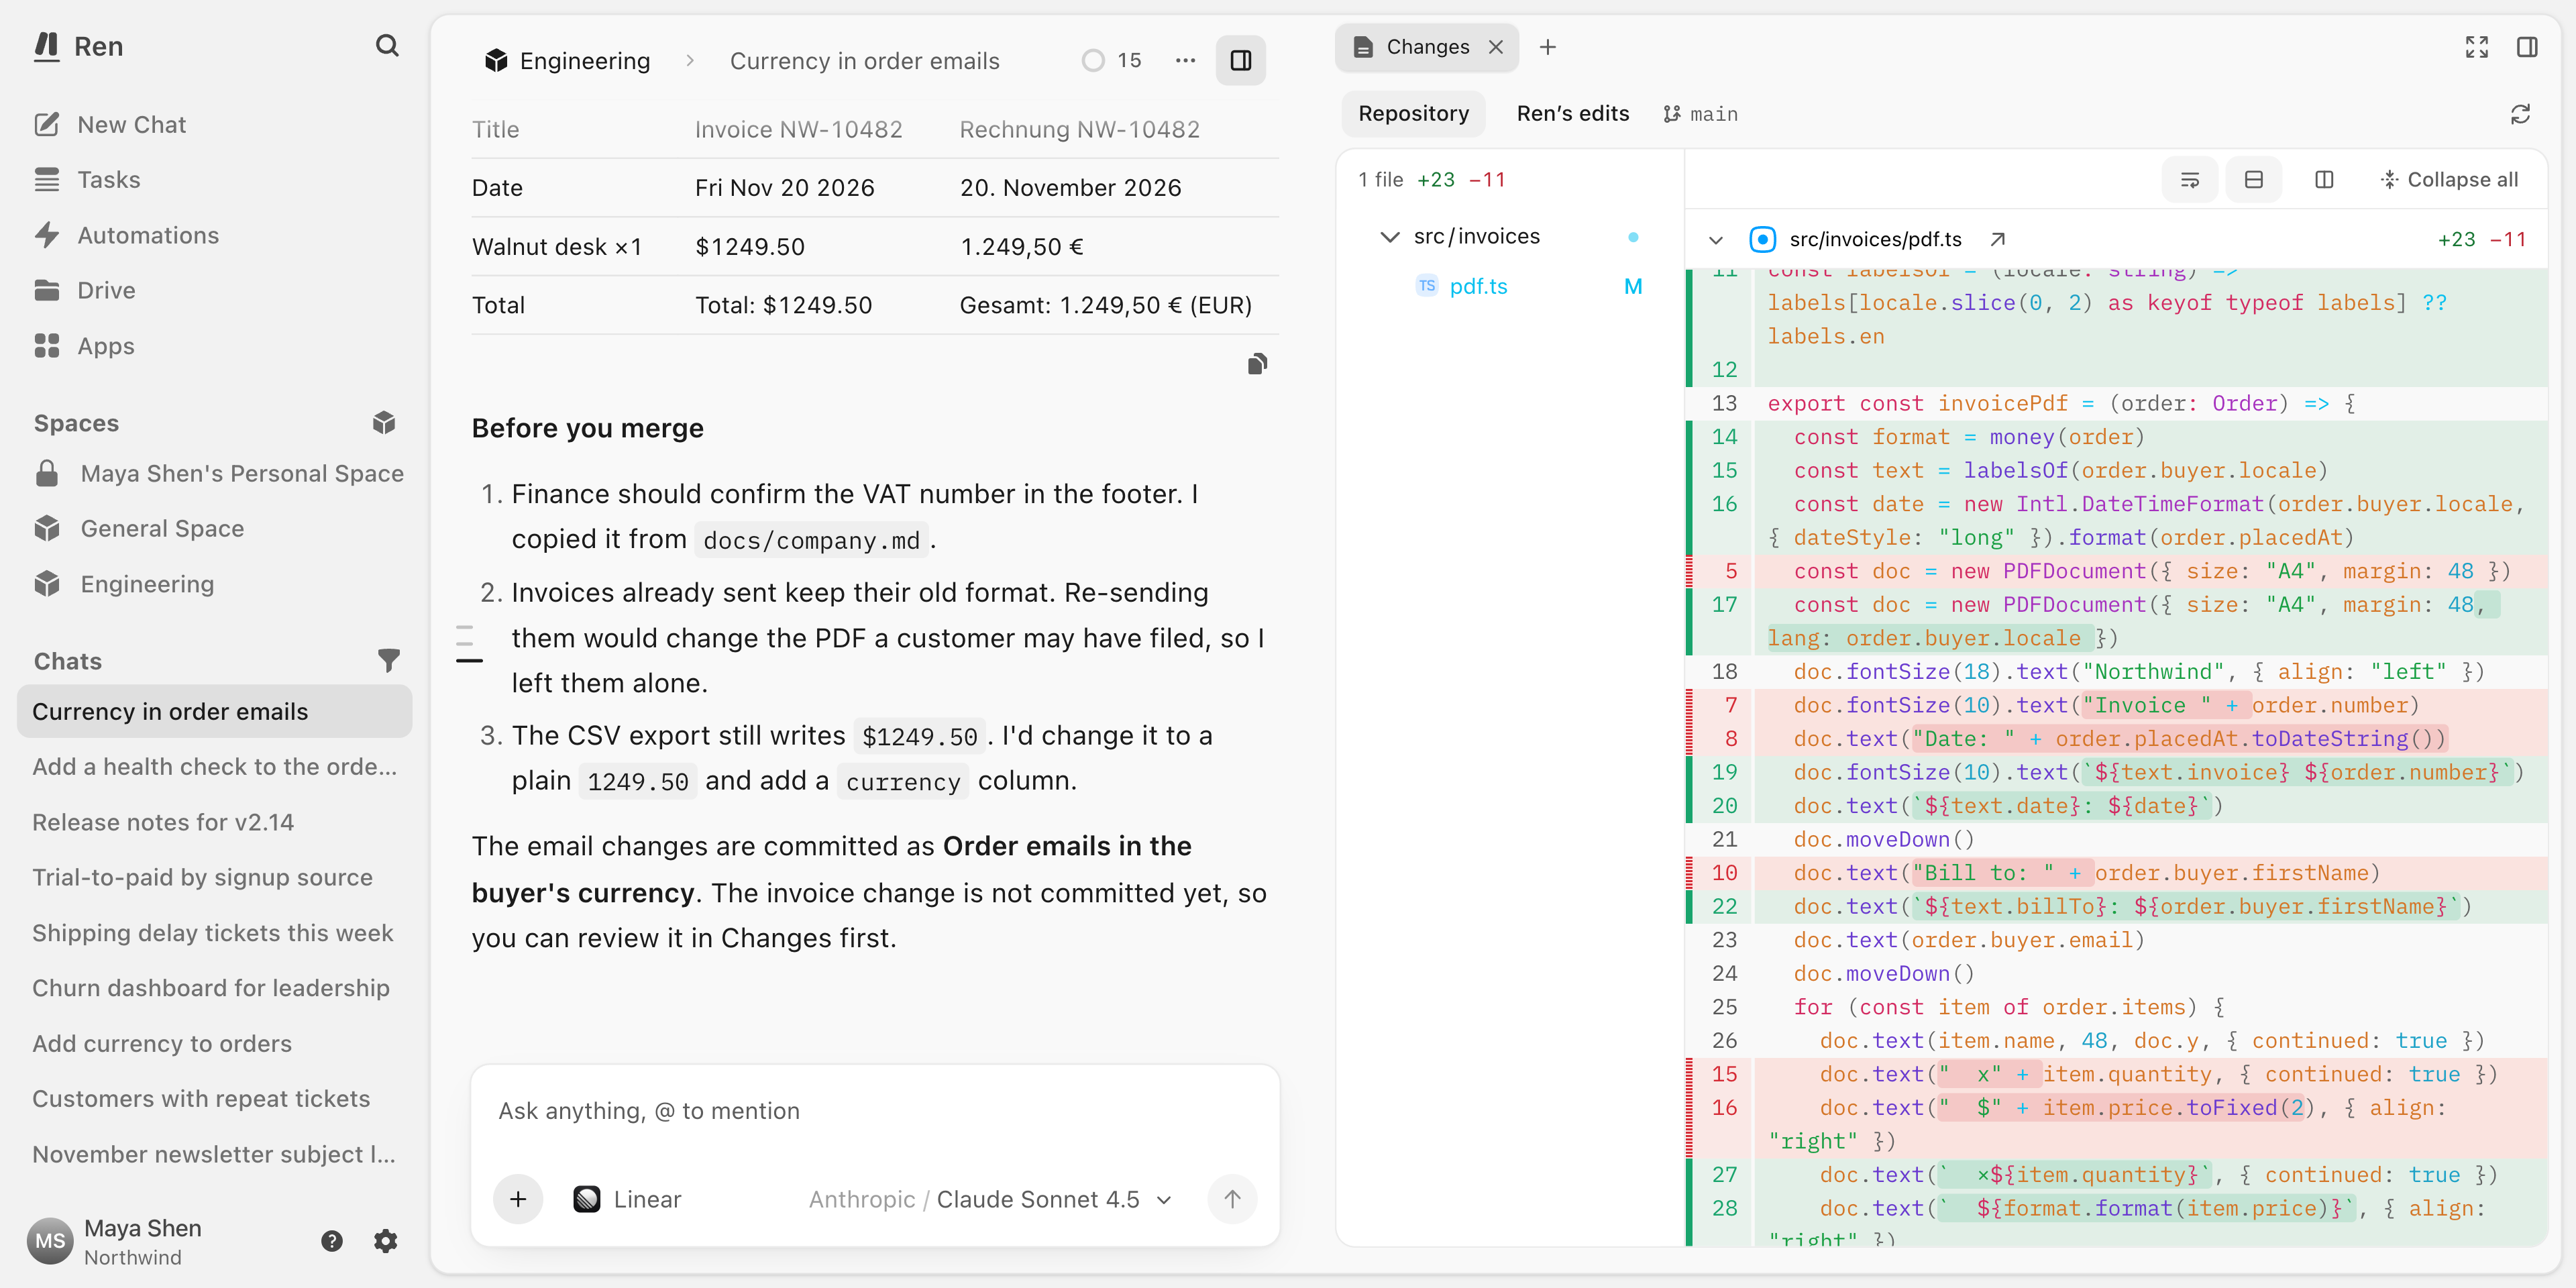 Ren
New Chat
Tasks
Automations
Drive
Apps
Spaces
Maya Shen's Personal Space
General Space
Engineering
Chats
Currency in order emails
Add a health check to the orde...
Release notes for v2.14
Trial-to-paid by signup source
Shipping delay tickets this week
Churn dashboard for leadership
Add currency to orders
Customers with repeat tickets
November newsletter subject l...
MS
Maya Shen
Northwind
Engineering
Currency in order emails
15
Title Invoice NW-10482 Rechnung NW-10482
Date Fri Nov 20 2026 20. November 2026
Walnut desk ×1 $1249.50 1.249,50 €
Total Total: $1249.50 Gesamt: 1.249,50 € (EUR)
Before you merge
1. Finance should confirm the VAT number in the footer. I
copied it from docs/company.md.
2. Invoices already sent keep their old format. Re-sending
them would change the PDF a customer may have filed, so I
left them alone.
3. The CSV export still writes $1249.50. I'd change it to a
plain 1249.50 and add a currency column.
The email changes are committed as Order emails in the
buyer's currency. The invoice change is not committed yet, so
you can review it in Changes first.
Ask anything, @ to mention
Linear
Anthropic / Claude Sonnet 4.5
Changes
Repository
Ren’s edits
main
1 file +23 −11
src/invoices
TS pdf.ts M
Collapse all
src/invoices/pdf.ts +23 −11
11 const labelsOf = (locale: string) =>
labels[locale.slice(0, 2) as keyof typeof labels] ??
labels.en
12
13 export const invoicePdf = (order: Order) => {
14 const format = money(order)
15 const text = labelsOf(order.buyer.locale)
16 const date = new Intl.DateTimeFormat(order.buyer.locale,
{ dateStyle: "long" }).format(order.placedAt)
5 const doc = new PDFDocument({ size: "A4", margin: 48 })
17 const doc = new PDFDocument({ size: "A4", margin: 48,
lang: order.buyer.locale })
18 doc.fontSize(18).text("Northwind", { align: "left" })
7 doc.fontSize(10).text("Invoice " + order.number)
8 doc.text("Date: " + order.placedAt.toDateString())
19 doc.fontSize(10).text(`${text.invoice} ${order.number}`)
20 doc.text(`${text.date}: ${date}`)
21 doc.moveDown()
10 doc.text("Bill to: " + order.buyer.firstName)
22 doc.text(`${text.billTo}: ${order.buyer.firstName}`)
23 doc.text(order.buyer.email)
24 doc.moveDown()
25 for (const item of order.items) {
26 doc.text(item.name, 48, doc.y, { continued: true })
15 doc.text("  x" + item.quantity, { continued: true })
16 doc.text("  $" + item.price.toFixed(2), { align:
"right" })
27 doc.text(`  ×${item.quantity}`, { continued: true })
28 doc.text(`  ${format.format(item.price)}`, { align:
"right" })